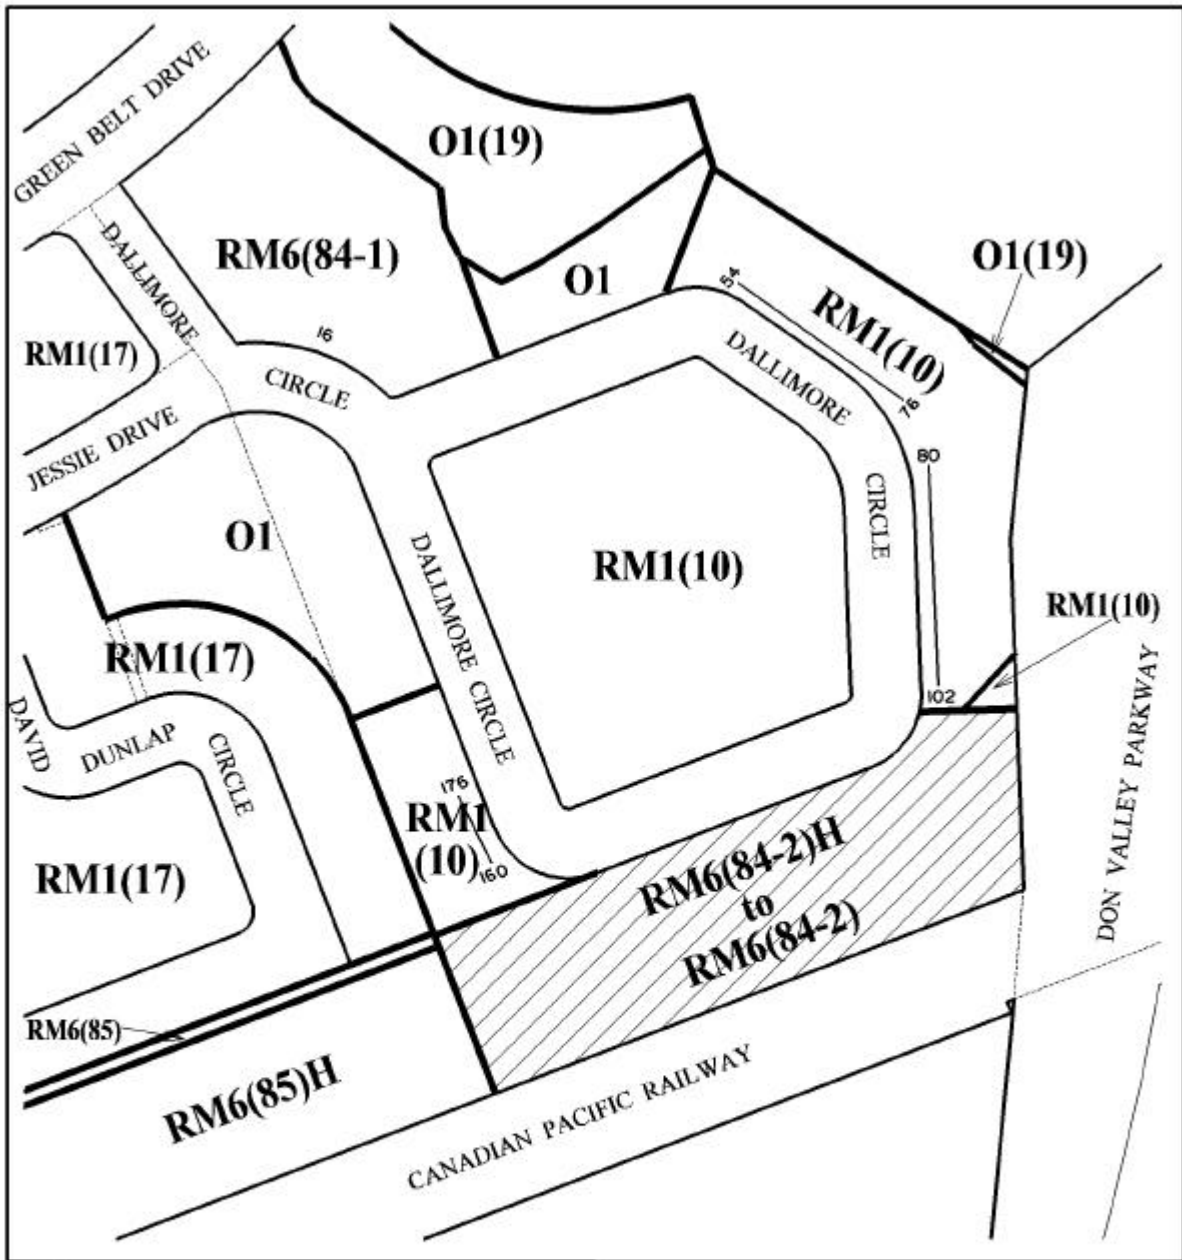 GREEN BELT DRIVE
O1(19)
DALLIMORE
RM6(84-1)
O1
O1(19)
54
RM1(10)
16
RM1(17)
CIRCLE
DALLIMORE
76
JESSIE DRIVE
80
CIRCLE
O1
DALLIMORE CIRCLE
RM1(10)
RM1(10)
RM1(17)
102
DAVID
DUNLAP
CIRCLE
DON VALLEY PARKWAY
176
RM1
(10)
160
RM1(17)
RM6(84-2)H
to
RM6(84-2)
RM6(85)
RM6(85)H
CANADIAN PACIFIC RAILWAY